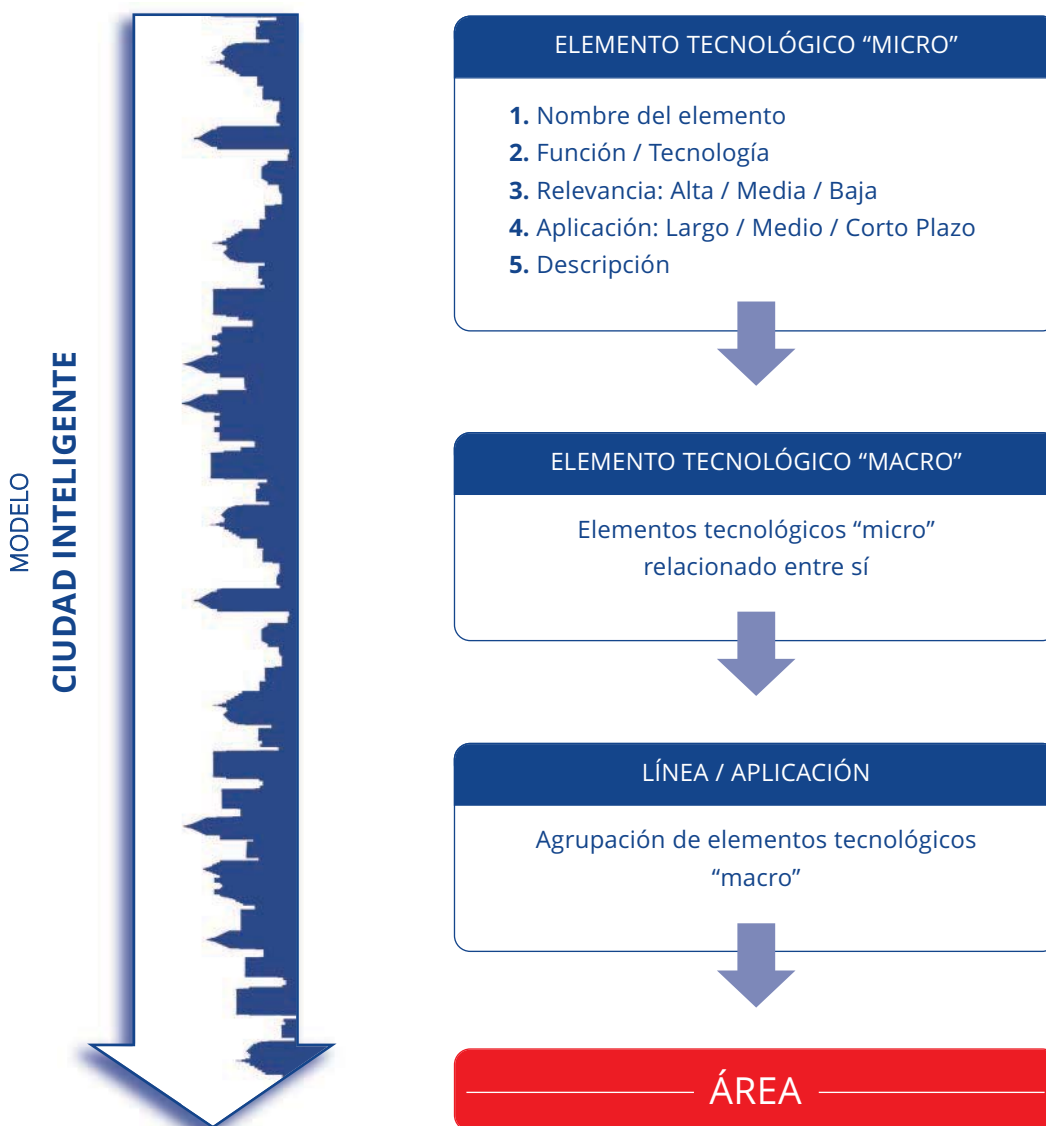 MODELO
CIUDAD INTELIGENTE
ELEMENTO TECNOLÓGICO “MICRO”
1. Nombre del elemento
2. Función / Tecnología
3. Relevancia: Alta / Media / Baja
4. Aplicación: Largo / Medio / Corto Plazo
5. Descripción
ELEMENTO TECNOLÓGICO “MACRO”
Elementos tecnológicos “micro”
relacionado entre sí
LÍNEA / APLICACIÓN
Agrupación de elementos tecnológicos
“macro”
ÁREA